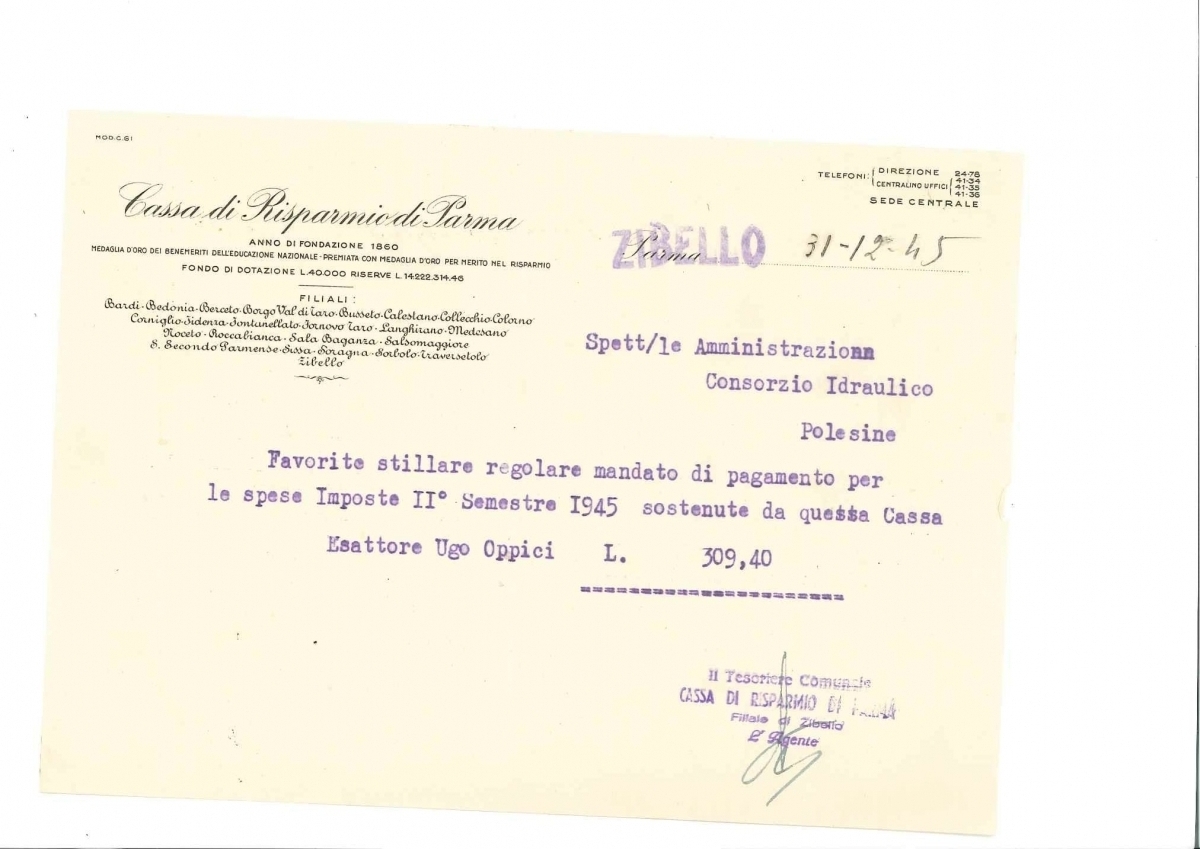 MOD.C.61
Cassa di Risparmio di Parma
ANNO DI FONDAZIONE 1860
MEDAGLIA D'ORO DEI BENEMERITI DELL'EDUCAZIONE NAZIONALE - PREMIATA CON MEDAGLIA D'ORO PER MERITO NEL RISPARMIO
FONDO DI DOTAZIONE L.40.000 RISERVE L.14.222.314.46
FILIALI:
Bardi - Bedonia - Berceto - Borgo Val di Taro - Busseto - Calestano - Collecchio - Colorno
Corniglio - Fidenza - Fontanellato - Fornovo Taro - Langhirano - Medesano
Noceto - Roccabianca - Sala Baganza - Salsomaggiore
S. Secondo Parmense - Sissa - Soragna - Sorbolo - Traversetolo
Zibello
TELEFONI: DIREZIONE 24-78
CENTRALINO UFFICI 41-34
41-35
41-36
SEDE CENTRALE
Parma ZIBELLO 31-12-45
Spett/le Amministrazionn
Consorzio Idraulico
Polesine
Favorite stillare regolare mandato di pagamento per
le spese Imposte II° Semestre I945 sostenute da questa Cassa
Esattore Ugo Oppici L. 309,40
========================
Il Tesoriere Comunale
CASSA DI RISPARMIO DI PARMA
Filiale di Zibello
L'Agente